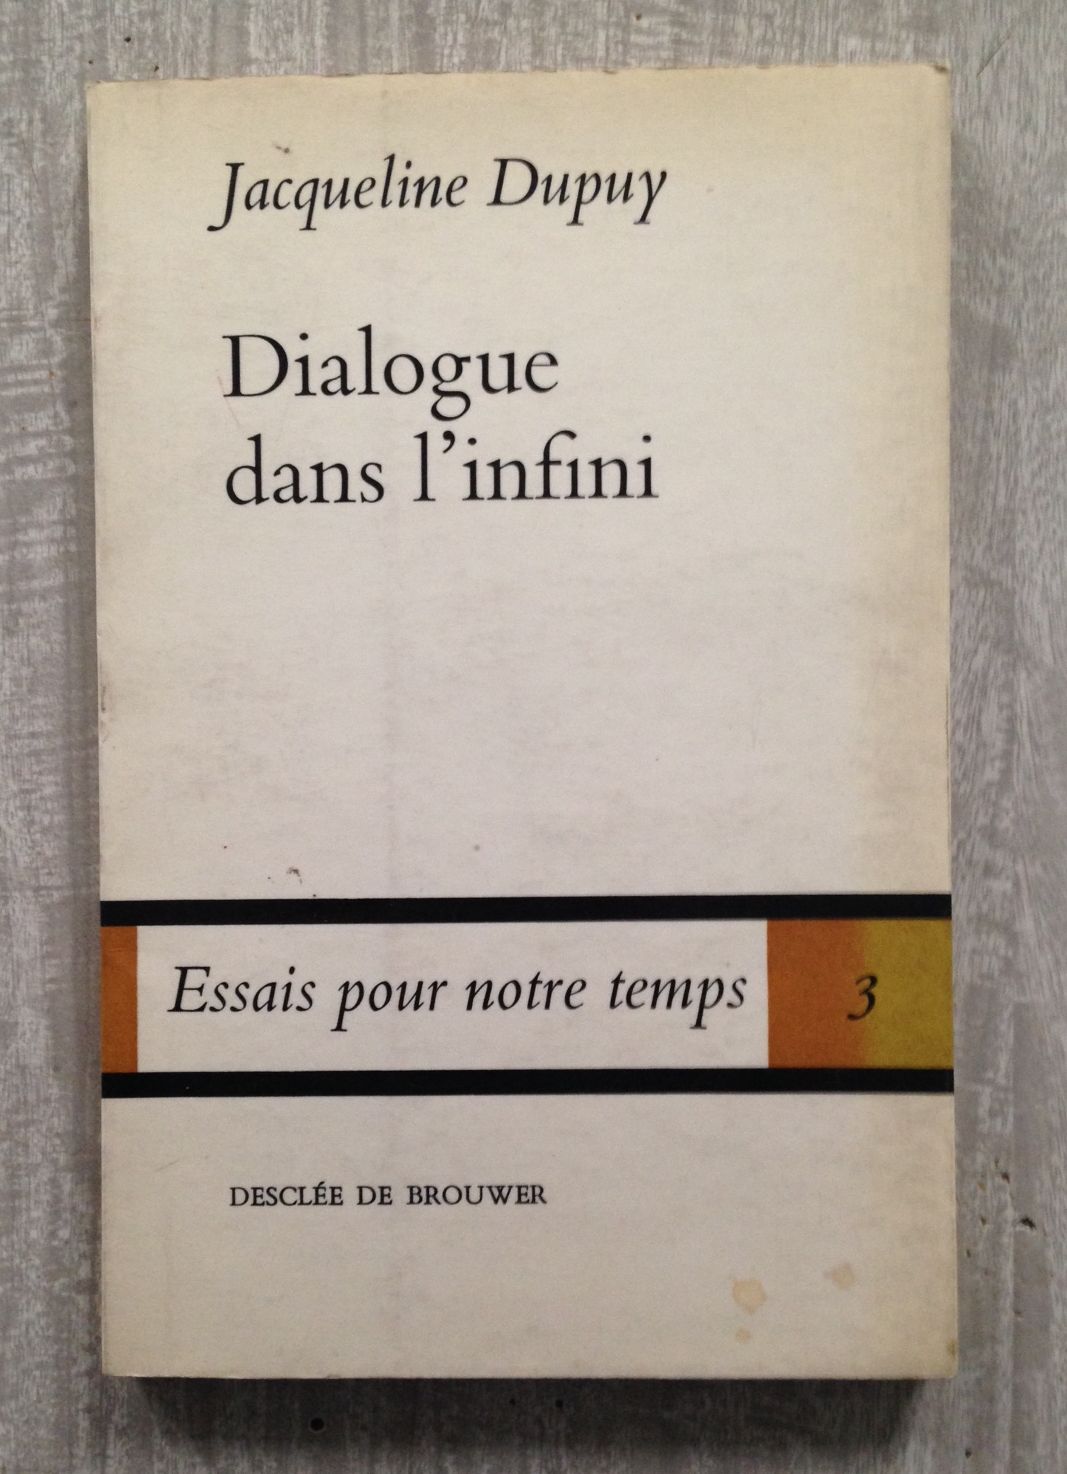 Jacqueline Dupuy
Dialogue
dans l’infini
Essais pour notre temps 3
DESCLÉE DE BROUWER